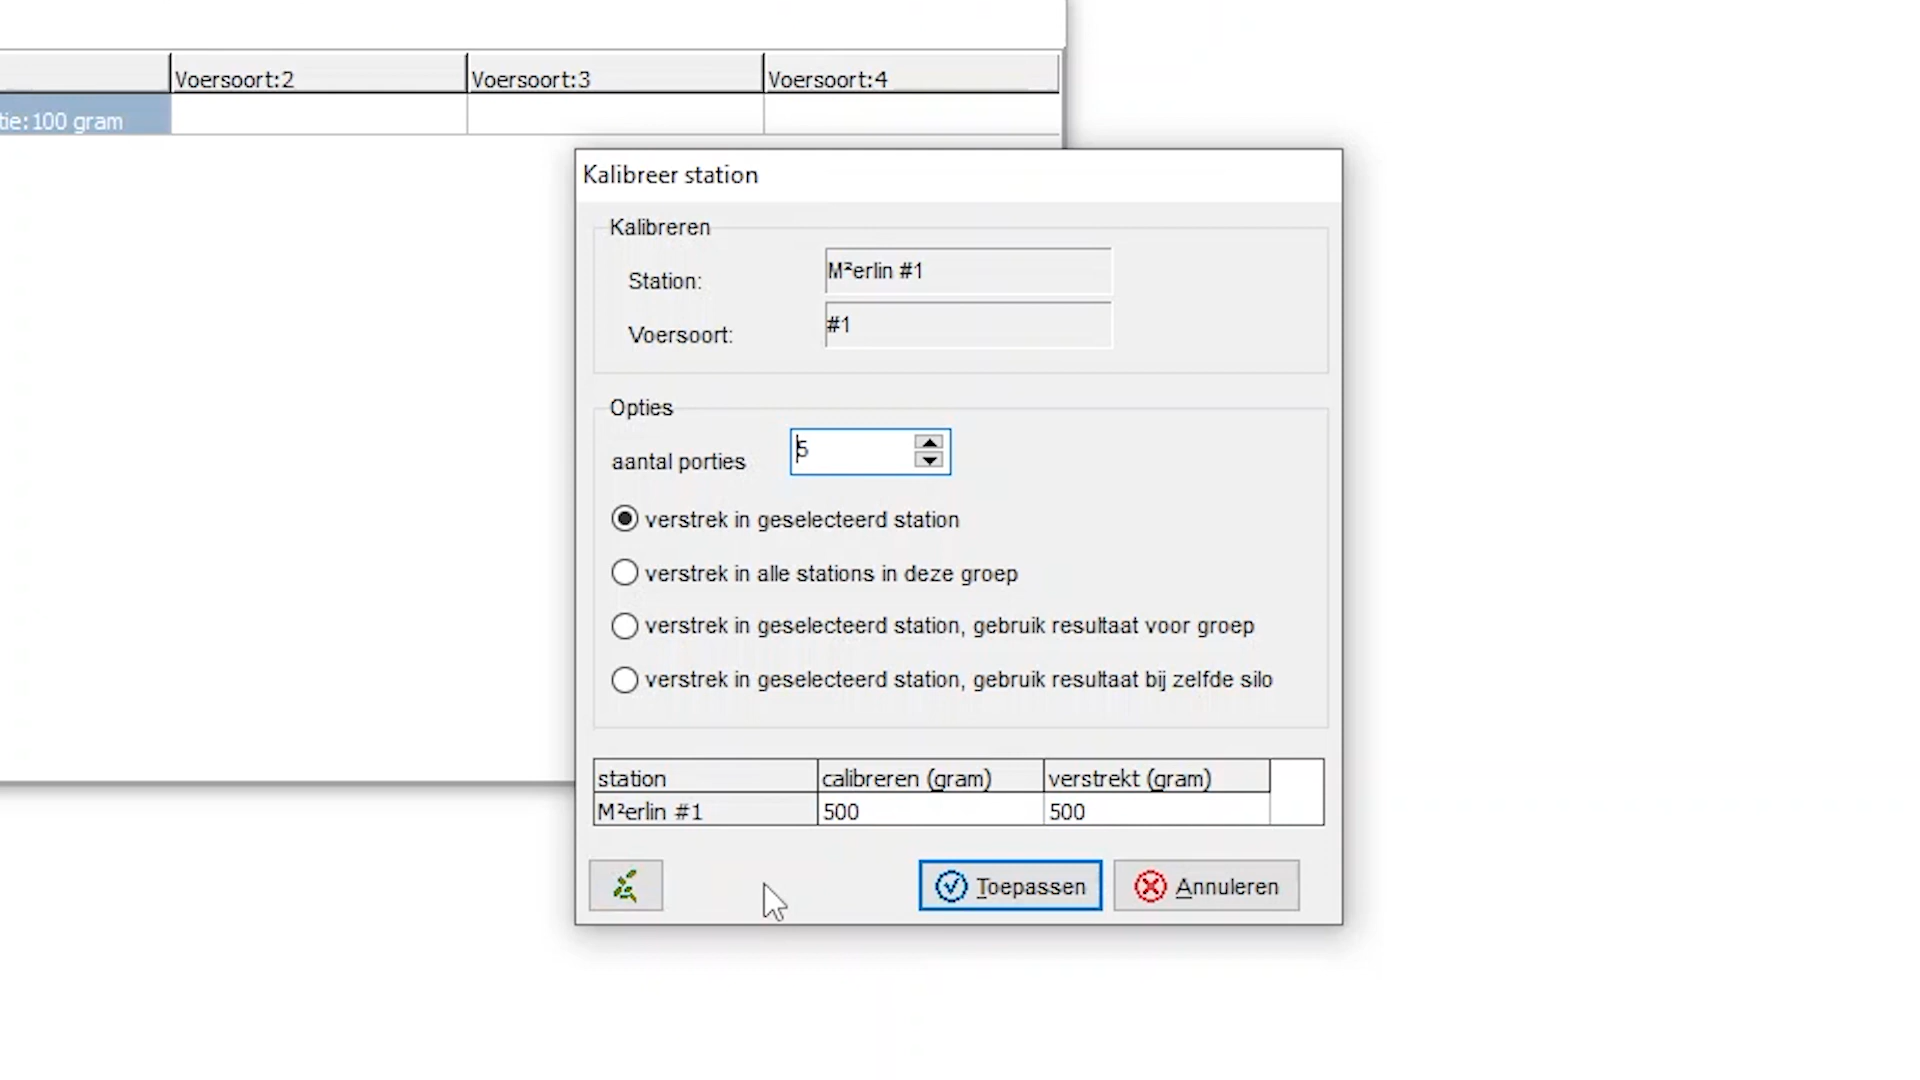 Voersoort:2 Voersoort:3 Voersoort:4
tie:100 gram
Kalibreer station
Kalibreren
Station: M²erlin #1
Voersoort: #1
Opties
aantal porties 5
verstrek in geselecteerd station
verstrek in alle stations in deze groep
verstrek in geselecteerd station, gebruik resultaat voor groep
verstrek in geselecteerd station, gebruik resultaat bij zelfde silo
station calibreren (gram) verstrekt (gram)
M²erlin #1 500 500
Toepassen Annuleren